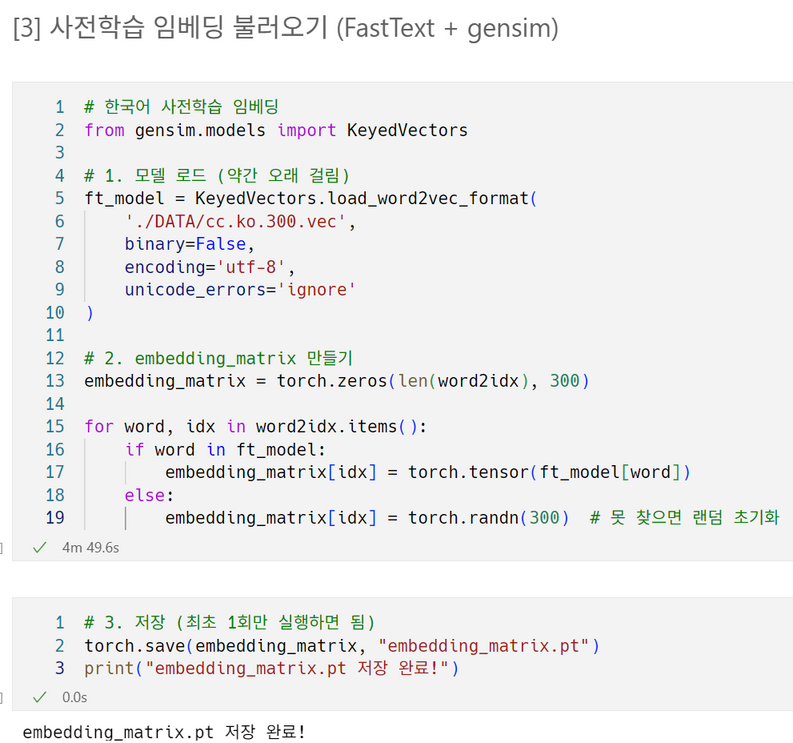 [3] 사전학습 임베딩 불러오기 (FastText + gensim)
1 # 한국어 사전학습 임베딩
2 from gensim.models import KeyedVectors
3
4 # 1. 모델 로드 (약간 오래 걸림)
5 ft_model = KeyedVectors.load_word2vec_format(
6     './DATA/cc.ko.300.vec',
7     binary=False,
8     encoding='utf-8',
9     unicode_errors='ignore'
10 )
11
12 # 2. embedding_matrix 만들기
13 embedding_matrix = torch.zeros(len(word2idx), 300)
14
15 for word, idx in word2idx.items():
16     if word in ft_model:
17         embedding_matrix[idx] = torch.tensor(ft_model[word])
18     else:
19         embedding_matrix[idx] = torch.randn(300)  # 못 찾으면 랜덤 초기화
] ✓ 4m 49.6s
1 # 3. 저장 (최초 1회만 실행하면 됨)
2 torch.save(embedding_matrix, "embedding_matrix.pt")
3 print("embedding_matrix.pt 저장 완료!")
] ✓ 0.0s
embedding_matrix.pt 저장 완료!